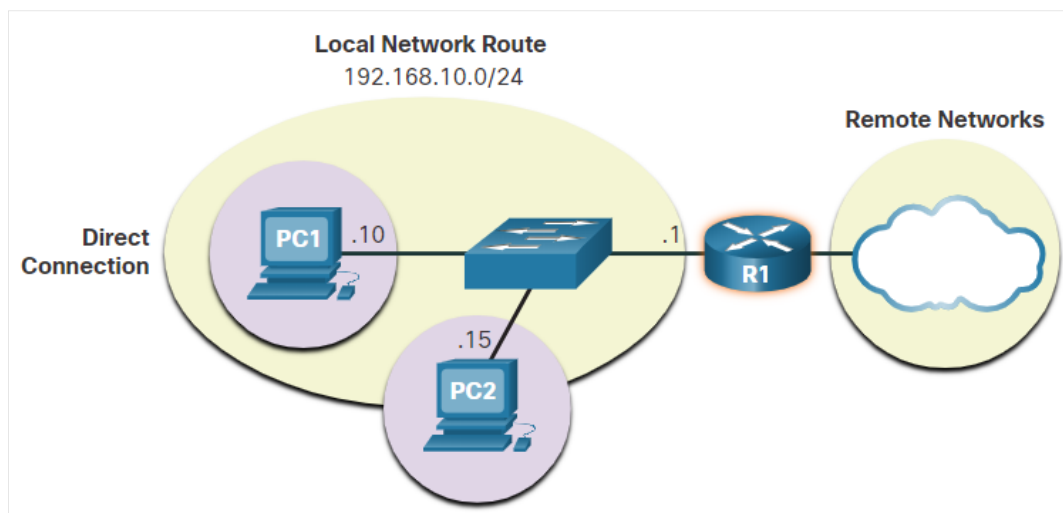 Local Network Route
192.168.10.0/24
Remote Networks
Direct
Connection
PC1
.10
.1
R1
.15
PC2